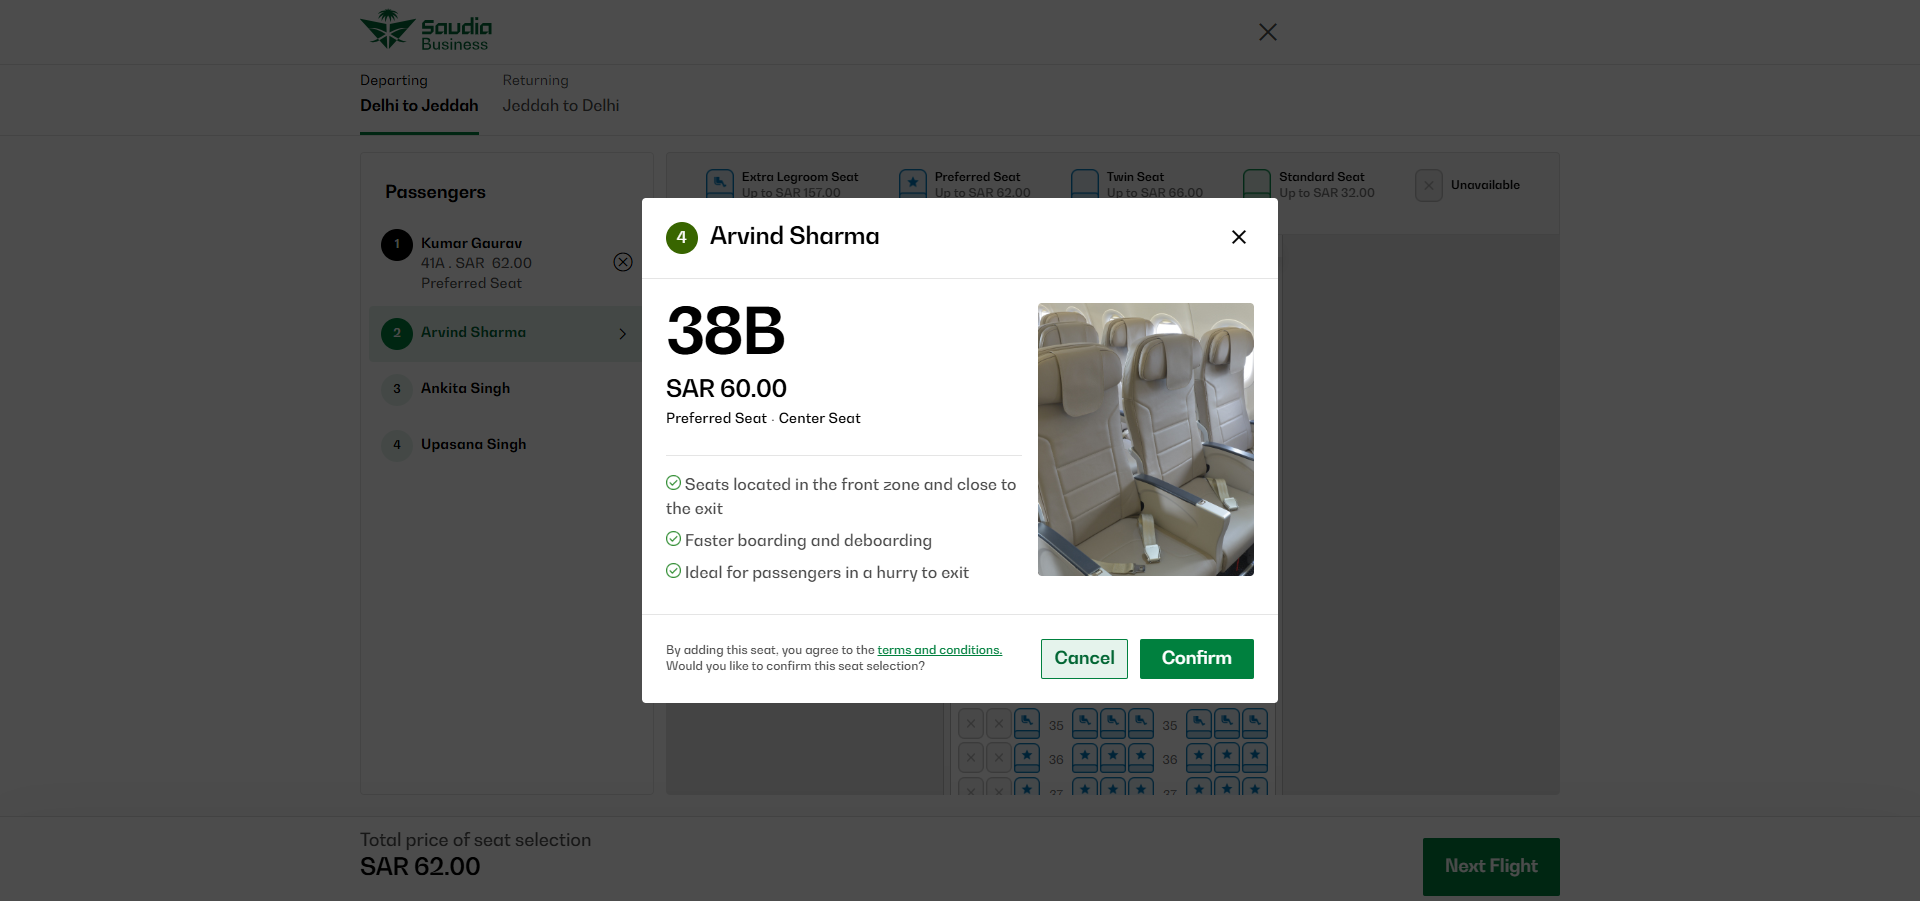 Saudia
Business
Departing
Delhi to Jeddah
Returning
Jeddah to Delhi
Passengers
1
Kumar Gaurav
41A . SAR 62.00
Preferred Seat
2
Arvind Sharma
3
Ankita Singh
4
Upasana Singh
Extra Legroom Seat
Up to SAR 157.00
Preferred Seat
Up to SAR 62.00
Twin Seat
Up to SAR 66.00
Standard Seat
Up to SAR 32.00
Unavailable
4 Arvind Sharma
38B
SAR 60.00
Preferred Seat · Center Seat
Seats located in the front zone and close to
the exit
Faster boarding and deboarding
Ideal for passengers in a hurry to exit
By adding this seat, you agree to the terms and conditions.
Would you like to confirm this seat selection?
Cancel
Confirm
35 35
36 36
37 37
Total price of seat selection
SAR 62.00
Next Flight